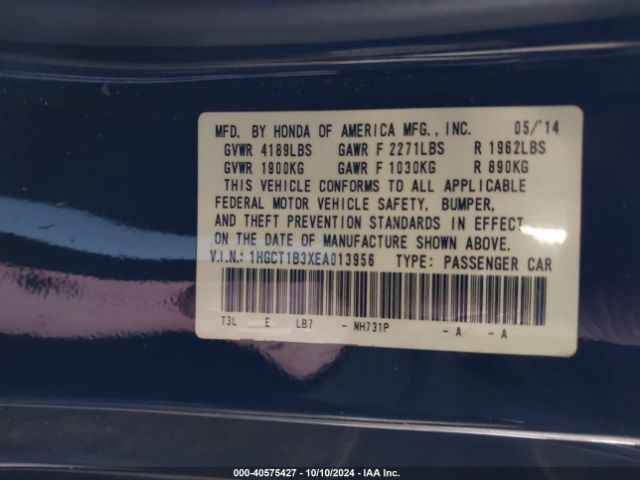 MFD. BY HONDA OF AMERICA MFG., INC. 05/'14
GVWR 4189LBS GAWR F 2271LBS R 1962LBS
GVWR 1900KG GAWR F 1030KG R 890KG
THIS VEHICLE CONFORMS TO ALL APPLICABLE
FEDERAL MOTOR VEHICLE SAFETY, BUMPER,
AND THEFT PREVENTION STANDARDS IN EFFECT
ON THE DATE OF MANUFACTURE SHOWN ABOVE.
V.I.N.: 1HGCT1B3XEA013956 TYPE: PASSENGER CAR
T3L E LB7 - NH731P - A - A
0-40575427 - 10/10/2024 - IAA Inc.